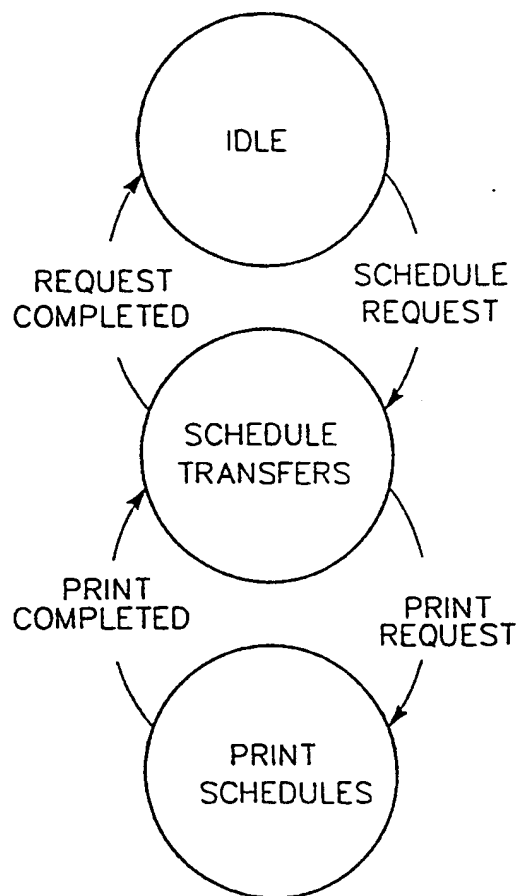 IDLE
REQUEST
COMPLETED
SCHEDULE
REQUEST
SCHEDULE
TRANSFERS
PRINT
COMPLETED
PRINT
REQUEST
PRINT
SCHEDULES